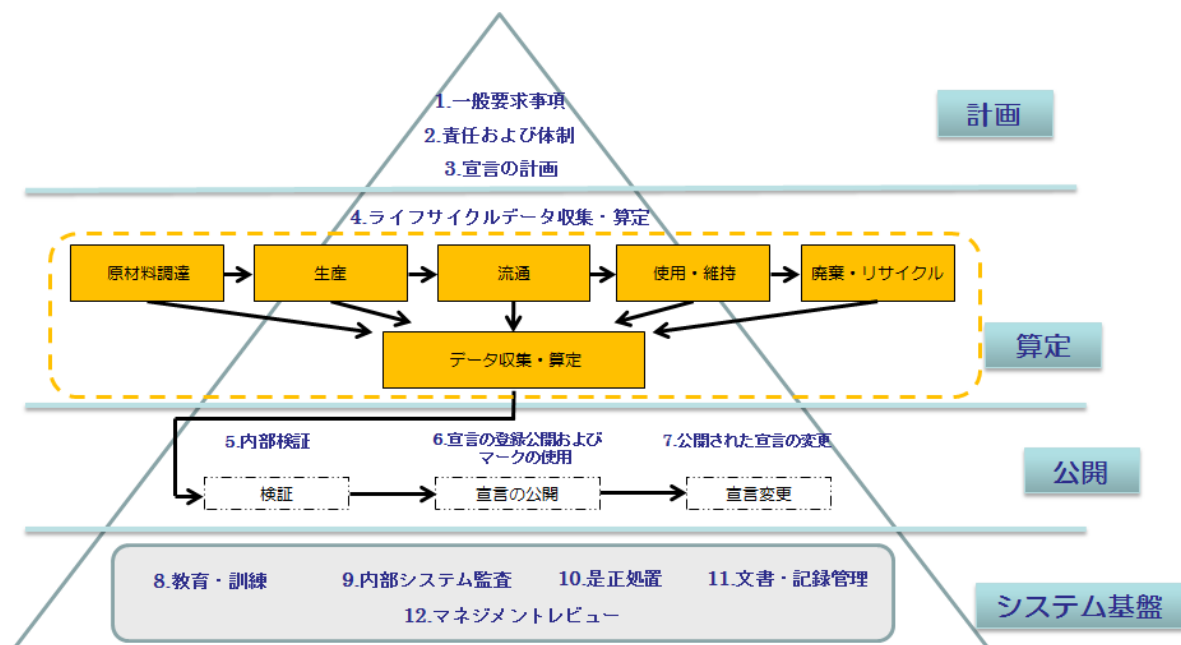 1.一般要求事項
2.責任および体制
3.宣言の計画
計画
4.ライフサイクルデータ収集・算定
原材料調達
生産
流通
使用・維持
廃棄・リサイクル
データ収集・算定
算定
5.内部検証
6.宣言の登録公開および
マークの使用
7.公開された宣言の変更
検証
宣言の公開
宣言変更
公開
8.教育・訓練
9.内部システム監査
10.是正処置
11.文書・記録管理
12.マネジメントレビュー
システム基盤